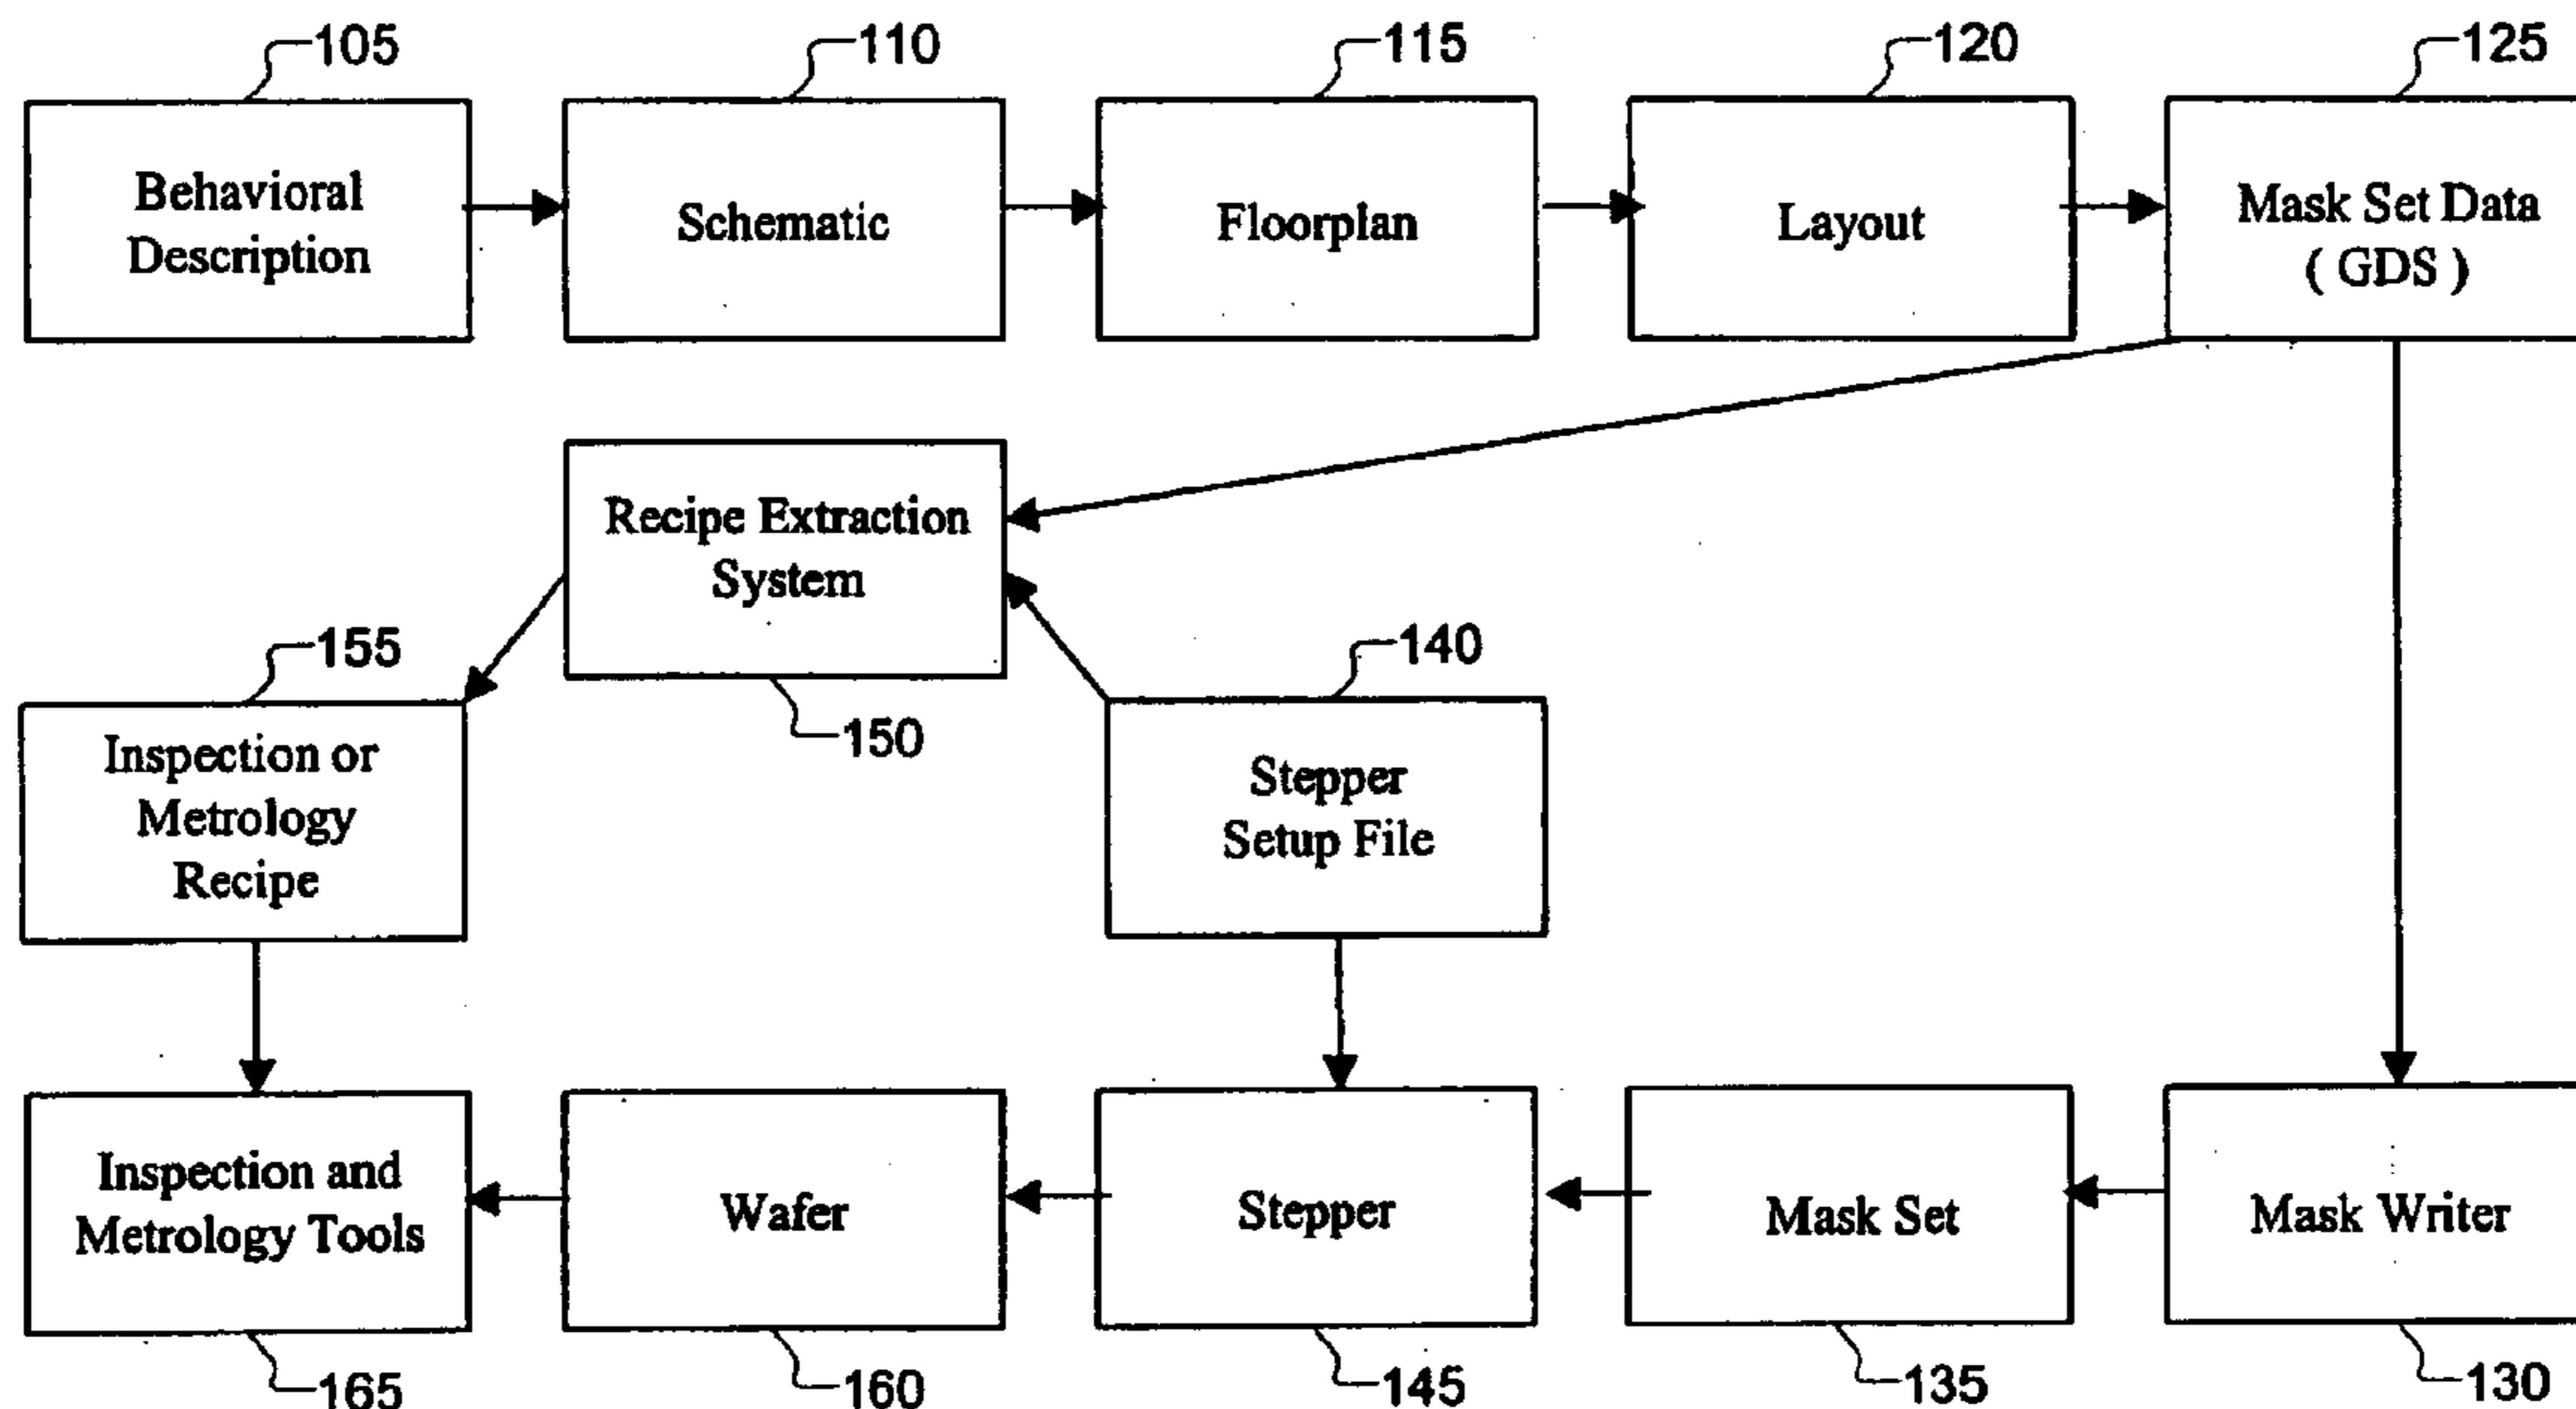 105
110
115
120
125
Behavioral
Description
Schematic
Floorplan
Layout
Mask Set Data
( GDS )
Recipe Extraction
System
150
155
140
Inspection or
Metrology
Recipe
Stepper
Setup File
Inspection and
Metrology Tools
Wafer
Stepper
Mask Set
Mask Writer
165
160
145
135
130